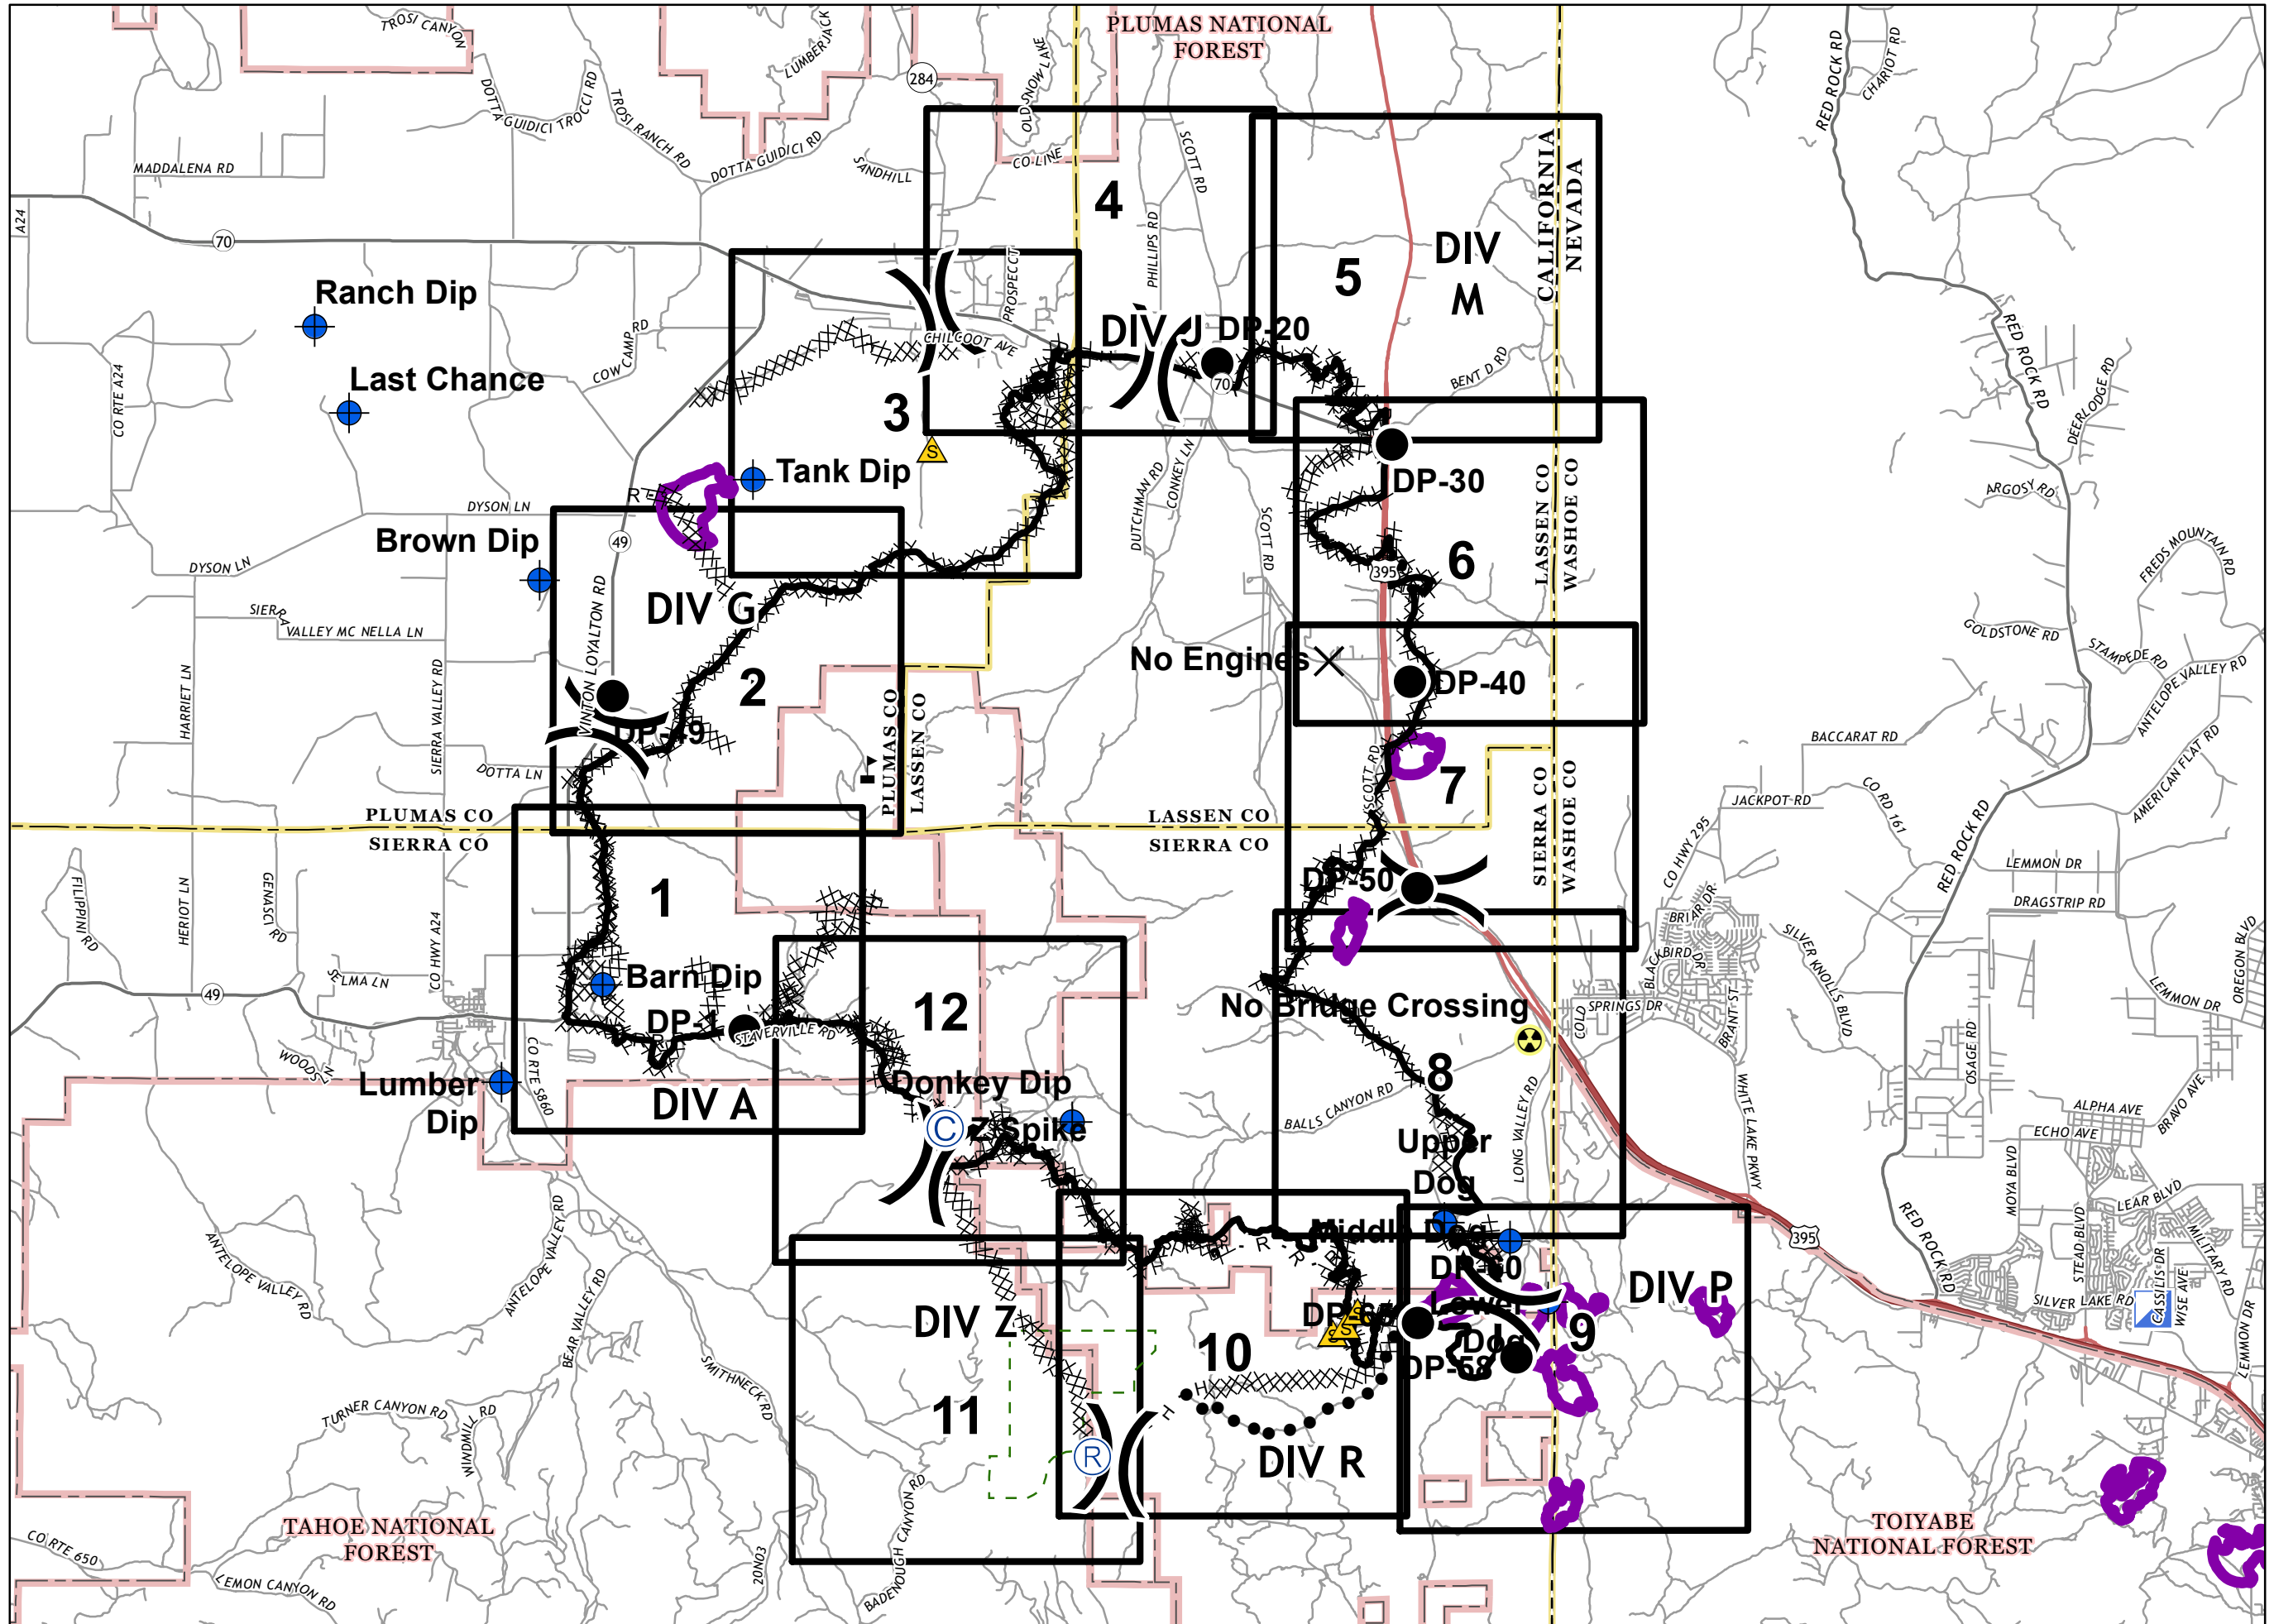 PLUMAS NATIONAL
FOREST
TROSI CANYON
LUMBERJACK
284
OLD SNOW LAKE
RED ROCK RD
CHARIOT RD
DOTTA GUIDICI TROCCI RD
TROSI RANCH RD
DOTTA GUIDICI RD
SANDHILL
CO LINE
SCOTT RD
MADDALENA RD
A24
70
4
PHILLIPS RD
PROSPECCT
CALIFORNIA
NEVADA
DIV
M
5
Ranch Dip
DIV J
DP-20
70
CHILCOOT AVE
COW CAMP RD
Last Chance
CO RTE A24
3
BENT D RD
RED ROCK RD
DEERLODGE RD
S
Tank Dip
DP-30
DUTCHMAN RD
CONKEY LN
SCOTT RD
LASSEN CO
WASHOE CO
ARGOSY RD
R
DYSON LN
49
Brown Dip
DYSON LN
6
395
FREDS MOUNTAIN RD
SIERRA
VALLEY MC NELLA LN
VINTON LOYALTON RD
DIV G
GOLDSTONE RD
STAMPEDE RD
ANTELOPE VALLEY RD
No Engines
DP-40
2
HARRIET LN
SIERRA VALLEY RD
DP-49
PLUMAS CO
LASSEN CO
AMERICAN FLAT RD
BACCARAT RD
DOTTA LN
SCOTT RD
7
SIERRA CO
WASHOE CO
CO RD 161
JACKPOT RD
PLUMAS CO
SIERRA CO
LASSEN CO
SIERRA CO
CO HWY 295
RED ROCK RD
LEMMON DR
DRAGSTRIP RD
FILIPPINI RD
HERIOT LN
GENASCI RD
CO HWY A24
1
DP-50
BRIAR DR
BLACKBIRD DR
SILVER KNOLLS BLVD
OREGON BLVD
SELMA LN
49
Barn Dip
12
No Bridge Crossing
COLD SPRINGS DR
BRANT ST
LEMMON DR
DP-1
STAVERVILLE RD
OSAGE RD
WOODS LN
CO RTE S860
Lumber
Dip
DIV A
Donkey Dip
C
Z Spike
8
BALLS CANYON RD
LONG VALLEY RD
WHITE LAKE PKWY
ALPHA AVE
ECHO AVE
BRAVO AVE
Upper
Dog
MOYA BLVD
LEAR BLVD
STEAD BLVD
MILITARY RD
RED ROCK RD
395
Middle Dog
R - R - R
ANTELOPE VALLEY RD
ANTELOPE VALLEY RD
BEAR VALLEY RD
DIV P
SILVER LAKE RD
CASSILIS DR
WISE AVE
LEMMON DR
Lower
Dog
S
S
9
DIV Z
10
DP-58
SMITHNECK RD
H
11
TURNER CANYON RD
WINDMILL RD
R
DIV R
BADENOUGH CANYON RD
20N03
TAHOE NATIONAL
FOREST
TOIYABE
NATIONAL FOREST
CO RTE 650
LEMON CANYON RD